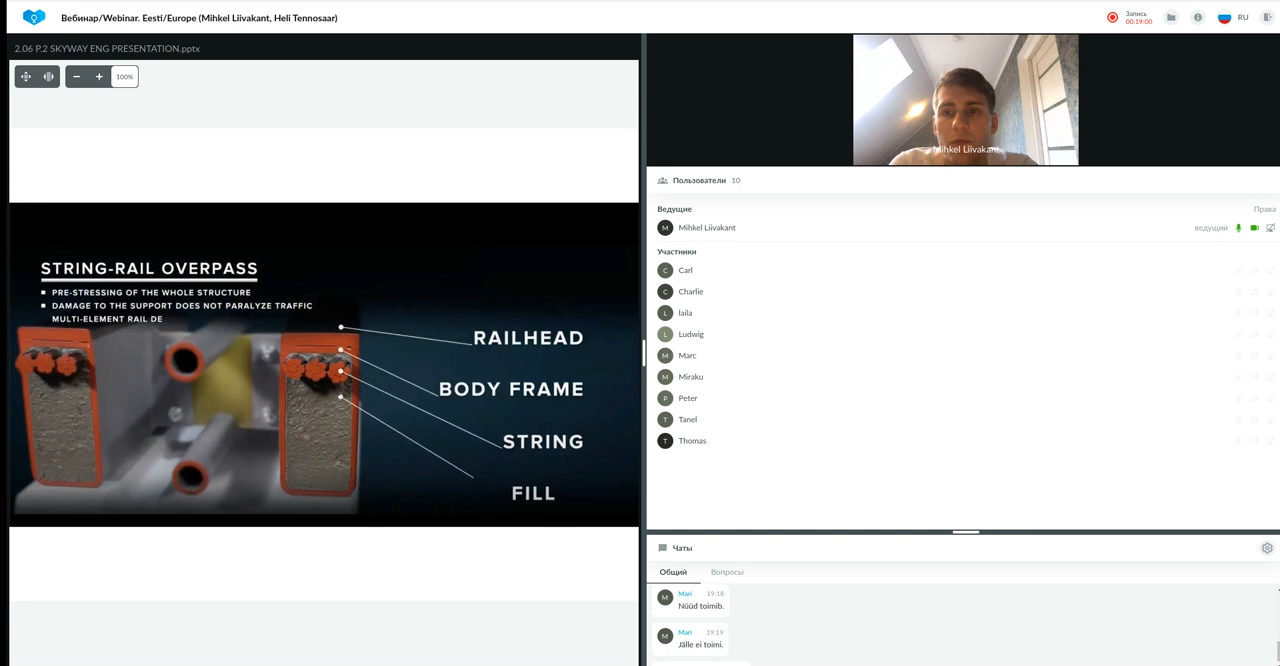 Вебинар/Webinar. Eesti/Europe (Mihkel Liivakant, Heli Tennosaar)
Запись
00:19:00
RU
2.06 P.2 SKYWAY ENG PRESENTATION.pptx
100%
STRING-RAIL OVERPASS
PRE-STRESSING OF THE WHOLE STRUCTURE
DAMAGE TO THE SUPPORT DOES NOT PARALYZE TRAFFIC
MULTI-ELEMENT RAIL DE
RAILHEAD
BODY FRAME
STRING
FILL
Mihkel Liivakant
Пользователи 10
Ведущие Права
M Mihkel Liivakant ведущий
Участники
C Carl
C Charlie
L laila
L Ludwig
M Marc
M Miraku
P Peter
T Tanel
T Thomas
Чаты
Общий Вопросы
M Mari 19:18
Nüüd toimib.
M Mari 19:19
Jälle ei toimi.